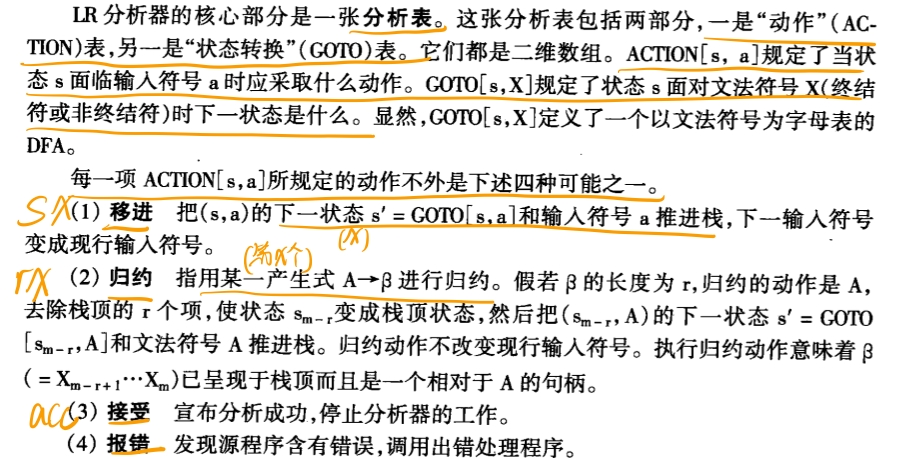 LR 分析器的核心部分是一张分析表。这张分析表包括两部分,一是“动作”(AC-
TION)表,另一是“状态转换”(GOTO)表。它们都是二维数组。ACTION[s, a]规定了当状
态 s 面临输入符号 a 时应采取什么动作。GOTO[s,X]规定了状态 s 面对文法符号 X(终结
符或非终结符)时下一状态是什么。显然,GOTO[s,X]定义了一个以文法符号为字母表的
DFA。
每一项 ACTION[s,a]所规定的动作不外是下述四种可能之一。
SX(1) 移进 把(s,a)的下一状态 s′ = GOTO[s,a]和输入符号 a 推进栈,下一输入符号
变成现行输入符号。
(第X个) (X)
rX (2) 归约 指用某一产生式 A→β 进行归约。假若 β 的长度为 r,归约的动作是 A,
去除栈顶的 r 个项,使状态 sₘ₋ᵣ变成栈顶状态,然后把(sₘ₋ᵣ, A)的下一状态 s′ = GOTO
[sₘ₋ᵣ,A]和文法符号 A 推进栈。归约动作不改变现行输入符号。执行归约动作意味着 β
( = Xₘ₋ᵣ₊₁⋯Xₘ)已呈现于栈顶而且是一个相对于 A 的句柄。
acc(3) 接受 宣布分析成功,停止分析器的工作。
(4) 报错 发现源程序含有错误,调用出错处理程序。